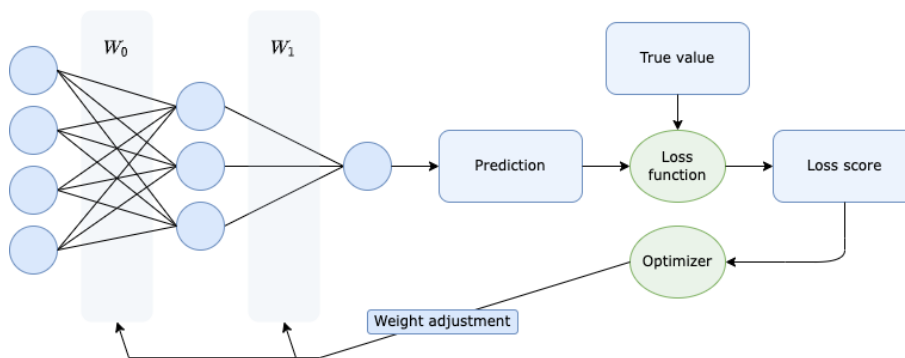 W₀
W₁
True value
Prediction
Loss
function
Loss score
Optimizer
Weight adjustment